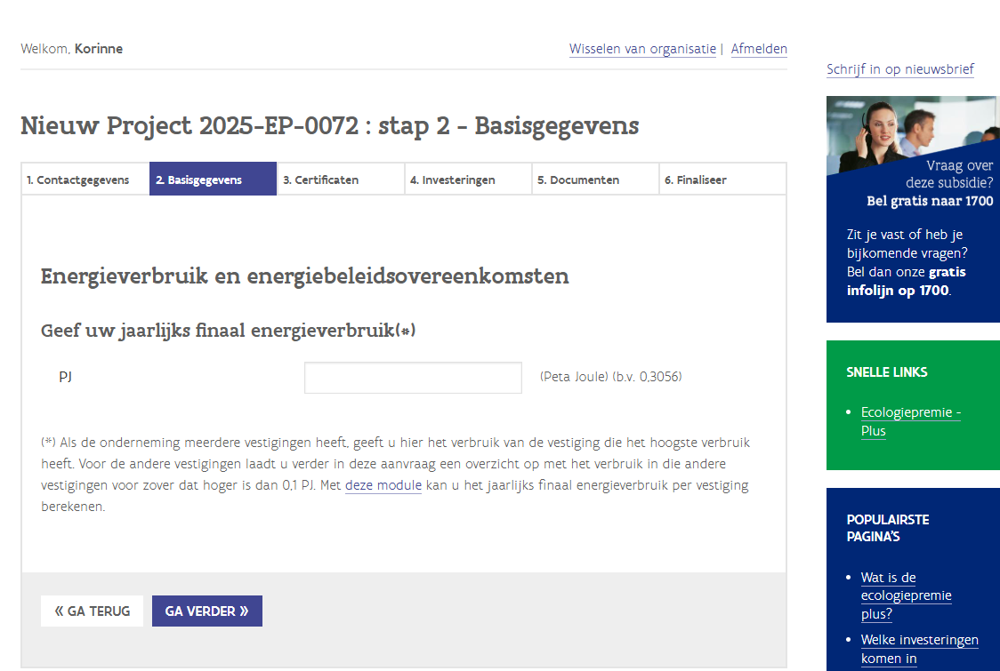 Welkom, Korinne
Wisselen van organisatie | Afmelden
Nieuw Project 2025-EP-0072 : stap 2 - Basisgegevens
1. Contactgegevens 2. Basisgegevens 3. Certificaten 4. Investeringen 5. Documenten 6. Finaliseer
Energieverbruik en energiebeleidsovereenkomsten
Geef uw jaarlijks finaal energieverbruik(*)
PJ (Peta Joule) (b.v. 0,3056)
(*) Als de onderneming meerdere vestigingen heeft, geeft u hier het verbruik van de vestiging die het hoogste verbruik
heeft. Voor de andere vestigingen laadt u verder in deze aanvraag een overzicht op met het verbruik in die andere
vestigingen voor zover dat hoger is dan 0,1 PJ. Met deze module kan u het jaarlijks finaal energieverbruik per vestiging
berekenen.
« GA TERUG GA VERDER »
Schrijf in op nieuwsbrief
Vraag over
deze subsidie?
Bel gratis naar 1700
Zit je vast of heb je
bijkomende vragen?
Bel dan onze gratis
infolijn op 1700.
SNELLE LINKS
• Ecologiepremie -
Plus
POPULAIRSTE
PAGINA'S
• Wat is de
ecologiepremie
plus?
• Welke investeringen
komen in